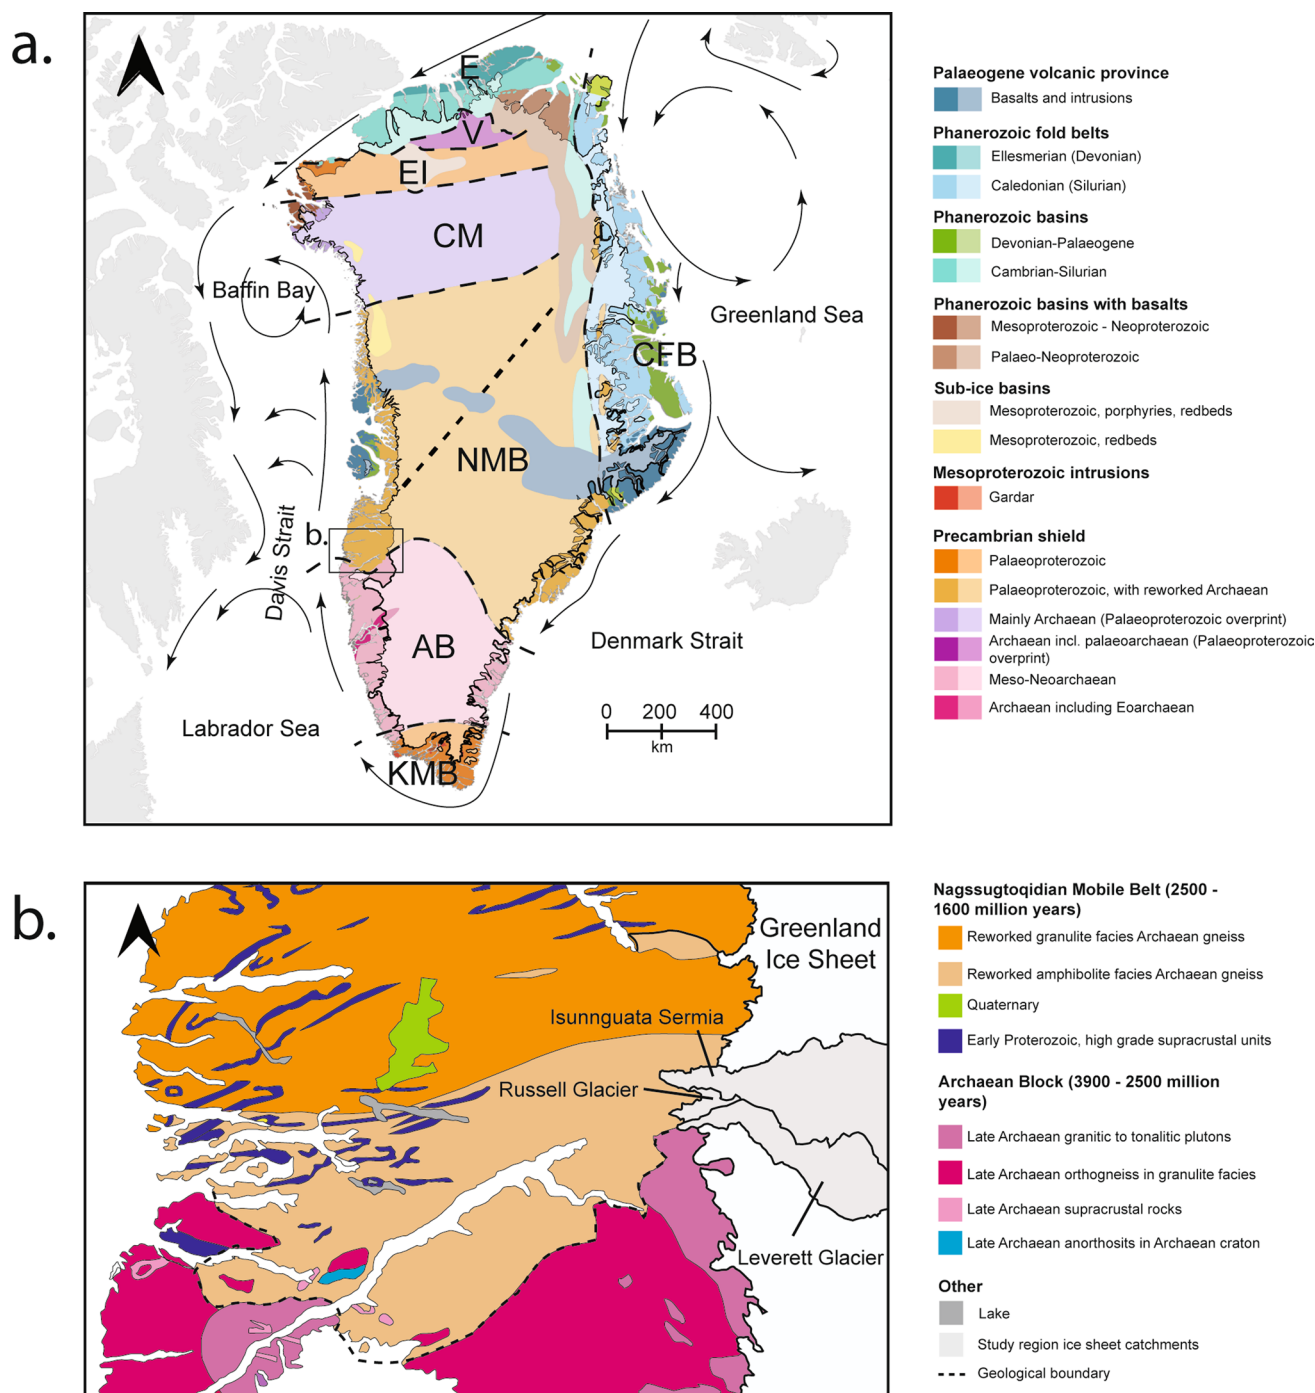 a.
E
V
EI
CM
L
Baffin Bay
Greenland Sea
CFB
NMB
b.
Davis Strait
AB
Denmark Strait
Labrador Sea
0 200 400
km
KMB
Palaeogene volcanic province
Basalts and intrusions
Phanerozoic fold belts
Ellesmerian (Devonian)
Caledonian (Silurian)
Phanerozoic basins
Devonian-Palaeogene
Cambrian-Silurian
Phanerozoic basins with basalts
Mesoproterozoic - Neoproterozoic
Palaeo-Neoproterozoic
Sub-ice basins
Mesoproterozoic, porphyries, redbeds
Mesoproterozoic, redbeds
Mesoproterozoic intrusions
Gardar
Precambrian shield
Palaeoproterozoic
Palaeoproterozoic, with reworked Archaean
Mainly Archaean (Palaeoproterozoic overprint)
Archaean incl. palaeoarchaean (Palaeoproterozoic
overprint)
Meso-Neoarchaean
Archaean including Eoarchaean
b.
Greenland
Ice Sheet
Isunnguata Sermia
Russell Glacier
Leverett Glacier
Nagssugtoqidian Mobile Belt (2500 -
1600 million years)
Reworked granulite facies Archaean gneiss
Reworked amphibolite facies Archaean gneiss
Quaternary
Early Proterozoic, high grade supracrustal units
Archaean Block (3900 - 2500 million
years)
Late Archaean granitic to tonalitic plutons
Late Archaean orthogneiss in granulite facies
Late Archaean supracrustal rocks
Late Archaean anorthosits in Archaean craton
Other
Lake
Study region ice sheet catchments
Geological boundary